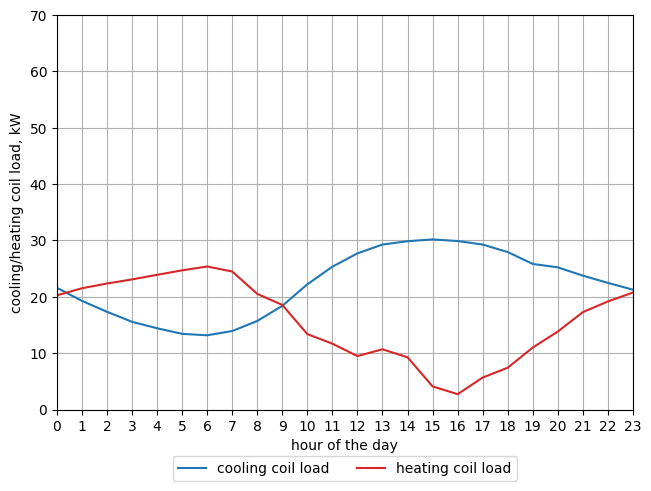 70
60
50
40
30
20
10
0
cooling/heating coil load, kW
0 1 2 3 4 5 6 7 8 9 10 11 12 13 14 15 16 17 18 19 20 21 22 23
hour of the day
cooling coil load heating coil load